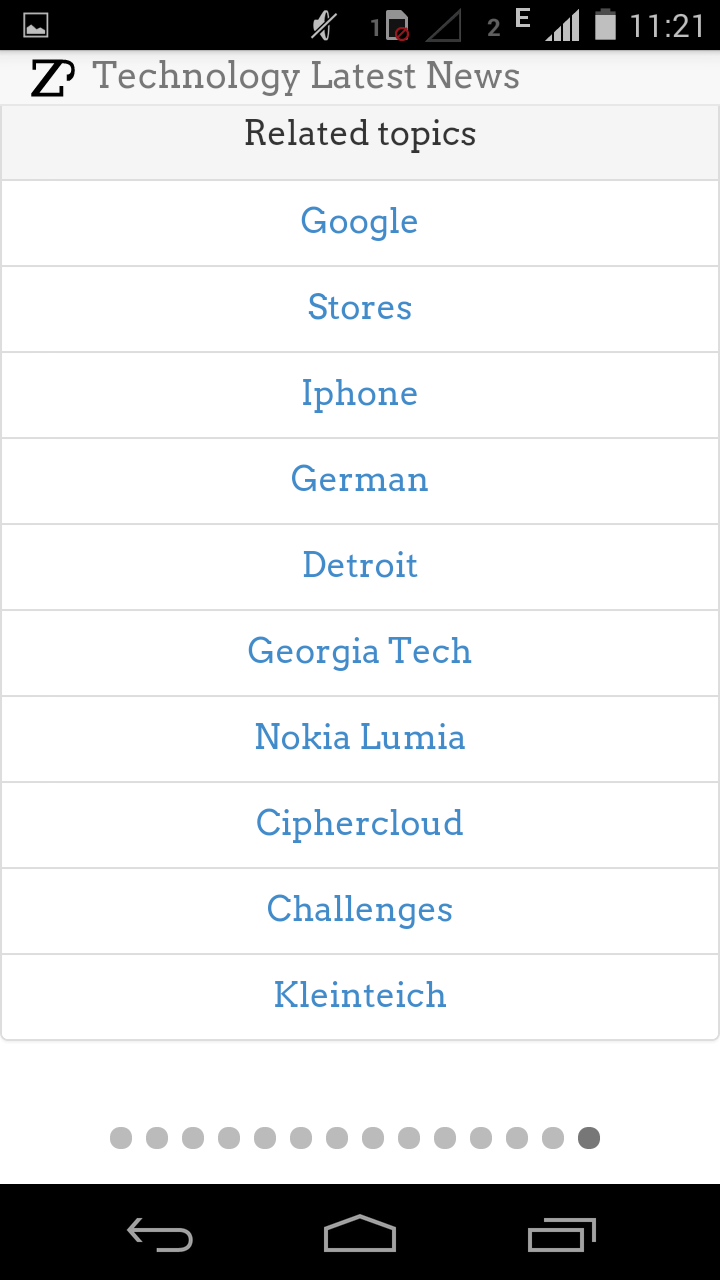 1 2 E 11:21
Technology Latest News
Related topics
Google
Stores
Iphone
German
Detroit
Georgia Tech
Nokia Lumia
Ciphercloud
Challenges
Kleinteich